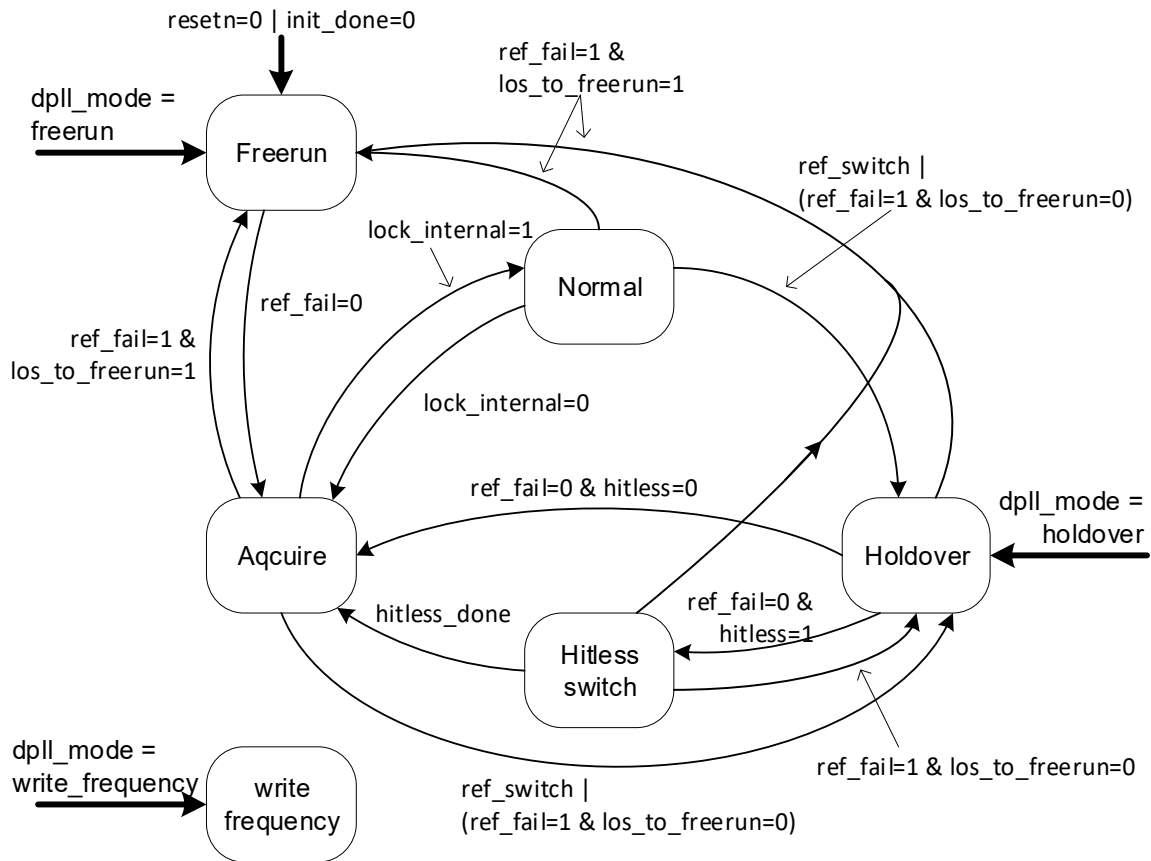 resetn=0 | init_done=0
ref_fail=1 &
los_to_freerun=1
dpll_mode =
freerun
Freerun
ref_switch |
(ref_fail=1 & los_to_freerun=0)
lock_internal=1
Normal
ref_fail=0
ref_fail=1 &
los_to_freerun=1
lock_internal=0
ref_fail=0 & hitless=0
dpll_mode =
holdover
Aqcuire
Holdover
hitless_done
ref_fail=0 &
hitless=1
Hitless
switch
dpll_mode =
write_frequency
write
frequency
ref_switch |
(ref_fail=1 & los_to_freerun=0)
ref_fail=1 & los_to_freerun=0